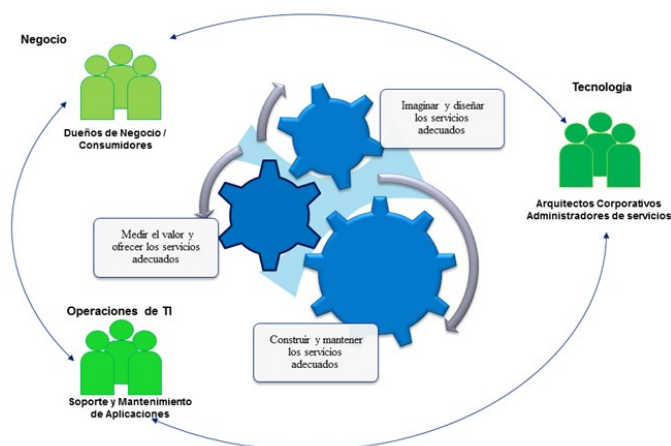 Negocio
Dueños de Negocio /
Consumidores
Imaginar y diseñar
los servicios
adecuados
Tecnología
Arquitectos Corporativos
Administradores de servicios
Medir el valor y
ofrecer los servicios
adecuados
Operaciones de TI
Soporte y Mantenimiento
de Aplicaciones
Construir y mantener
los servicios
adecuados